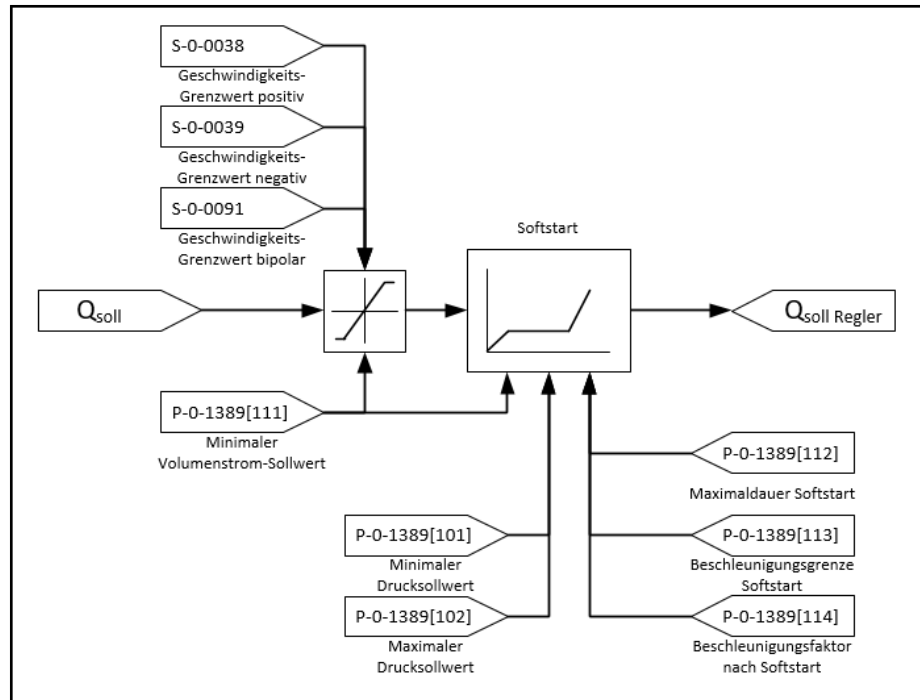 S-0-0038
Geschwindigkeits-
Grenzwert positiv
S-0-0039
Geschwindigkeits-
Grenzwert negativ
S-0-0091
Geschwindigkeits-
Grenzwert bipolar
Softstart
Qsoll
Qsoll Regler
P-0-1389[111]
Minimaler
Volumenstrom-Sollwert
P-0-1389[112]
Maximaldauer Softstart
P-0-1389[101]
Minimaler
Drucksollwert
P-0-1389[113]
Beschleunigungsgrenze
Softstart
P-0-1389[102]
Maximaler
Drucksollwert
P-0-1389[114]
Beschleunigungsfaktor
nach Softstart